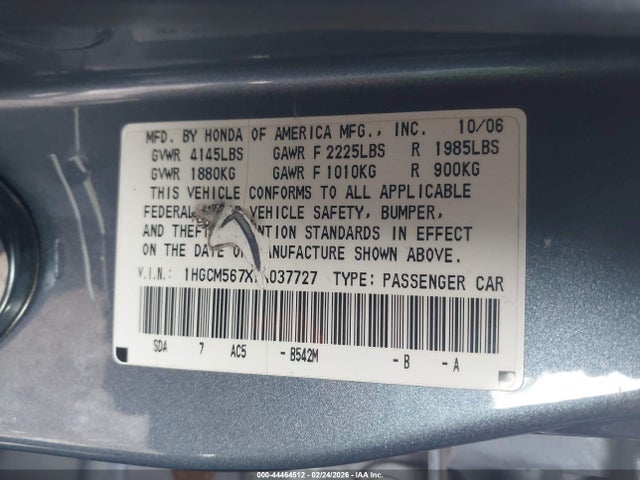 MFD. BY HONDA OF AMERICA MFG., INC. 10/06
GVWR 4145LBS GAWR F 2225LBS R 1985LBS
GVWR 1880KG GAWR F 1010KG R 900KG
THIS VEHICLE CONFORMS TO ALL APPLICABLE
FEDERAL VEHICLE SAFETY, BUMPER,
AND THEFT STANDARDS IN EFFECT
ON THE DATE OF MANUFACTURE SHOWN ABOVE.
V.I.N.: 1HGCM567X 037727 TYPE: PASSENGER CAR
SDA 7 AC5 - B542M - B - A
000-44464512 - 02/24/2026 - IAA Inc.